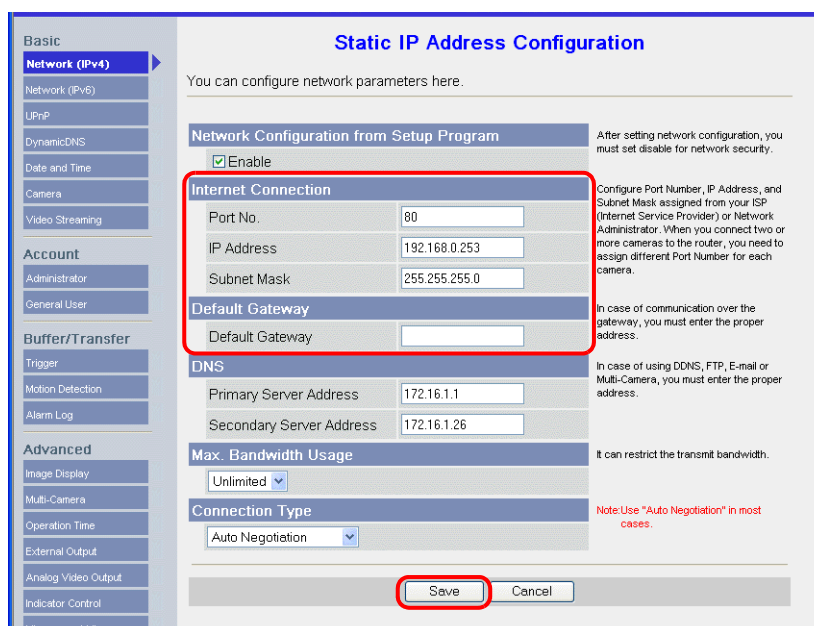 Basic
Network (IPv4)
Network (IPv6)
UPnP
DynamicDNS
Date and Time
Camera
Video Streaming
Account
Administrator
General User
Buffer/Transfer
Trigger
Motion Detection
Alarm Log
Advanced
Image Display
Multi-Camera
Operation Time
External Output
Analog Video Output
Indicator Control
Static IP Address Configuration
You can configure network parameters here.
Network Configuration from Setup Program
Enable
After setting network configuration, you
must set disable for network security.
Internet Connection
Port No. 80
IP Address 192.168.0.253
Subnet Mask 255.255.255.0
Configure Port Number, IP Address, and
Subnet Mask assigned from your ISP
(Internet Service Provider) or Network
Administrator. When you connect two or
more cameras to the router, you need to
assign different Port Number for each
camera.
Default Gateway
Default Gateway
In case of communication over the
gateway, you must enter the proper
address.
DNS
Primary Server Address 172.16.1.1
Secondary Server Address 172.16.1.26
In case of using DDNS, FTP, E-mail or
Multi-Camera, you must enter the proper
address.
Max. Bandwidth Usage
Unlimited
It can restrict the transmit bandwidth.
Connection Type
Auto Negotiation
Note:Use "Auto Negotiation" in most
cases.
Save Cancel